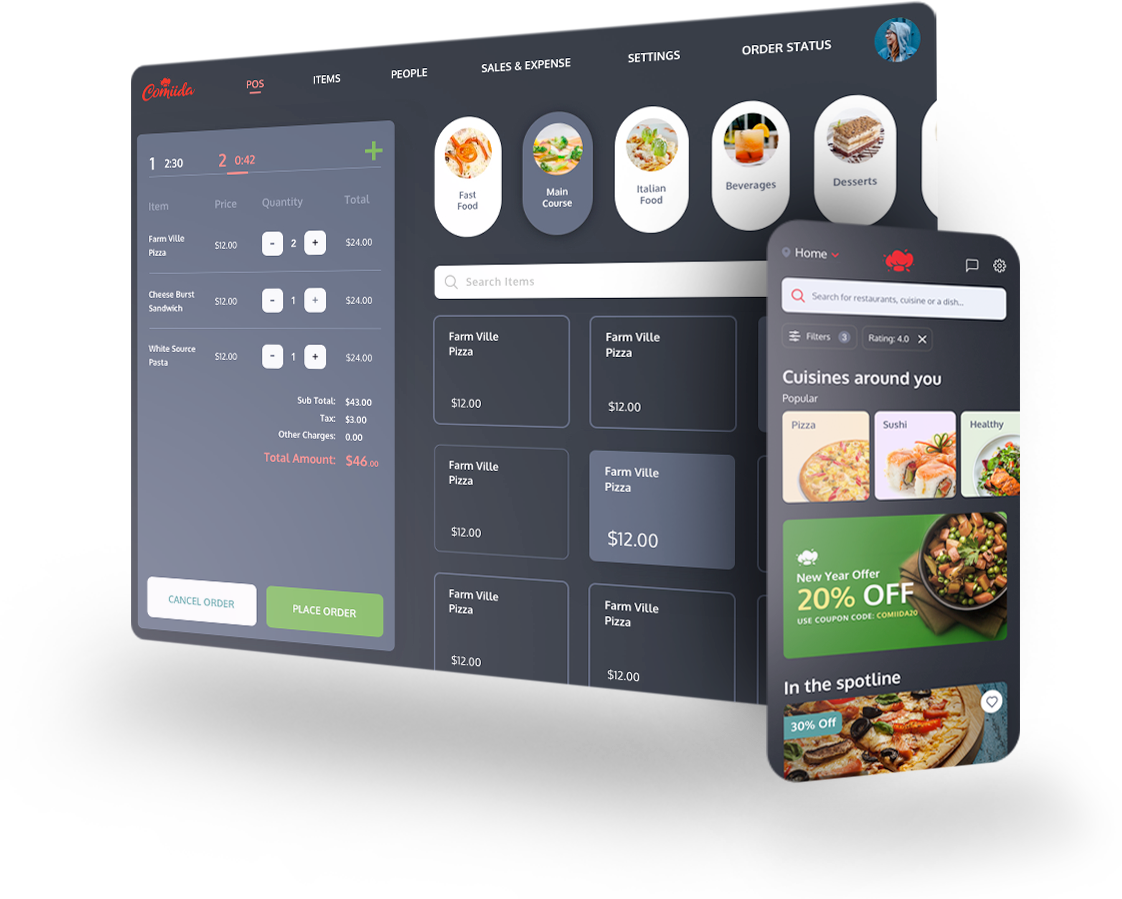 Comiida
POS
ITEMS
PEOPLE
SALES & EXPENSE
SETTINGS
ORDER STATUS
1 2:30
2 0:42
+
Item Price Quantity Total
Farm Ville
Pizza
$12.00 - 2 + $24.00
Cheese Burst
Sandwich
$12.00 - 1 + $24.00
White Source
Pasta
$12.00 - 1 + $24.00
Sub Total: $43.00
Tax: $3.00
Other Charges: 0.00
Total Amount: $46.00
CANCEL ORDER
PLACE ORDER
Fast
Food
Main
Course
Italian
Food
Beverages
Desserts
Search Items
Farm Ville
Pizza
$12.00
Farm Ville
Pizza
$12.00
Farm Ville
Pizza
$12.00
Farm Ville
Pizza
$12.00
Farm Ville
Pizza
$12.00
Farm Ville
Pizza
$12.00
Home
Search for restaurants, cuisine or a dish...
Filters 3
Rating: 4.0 X
Cuisines around you
Popular
Pizza
Sushi
Healthy
New Year Offer
20% OFF
USE COUPON CODE: COMIIDA20
In the spotline
30% Off